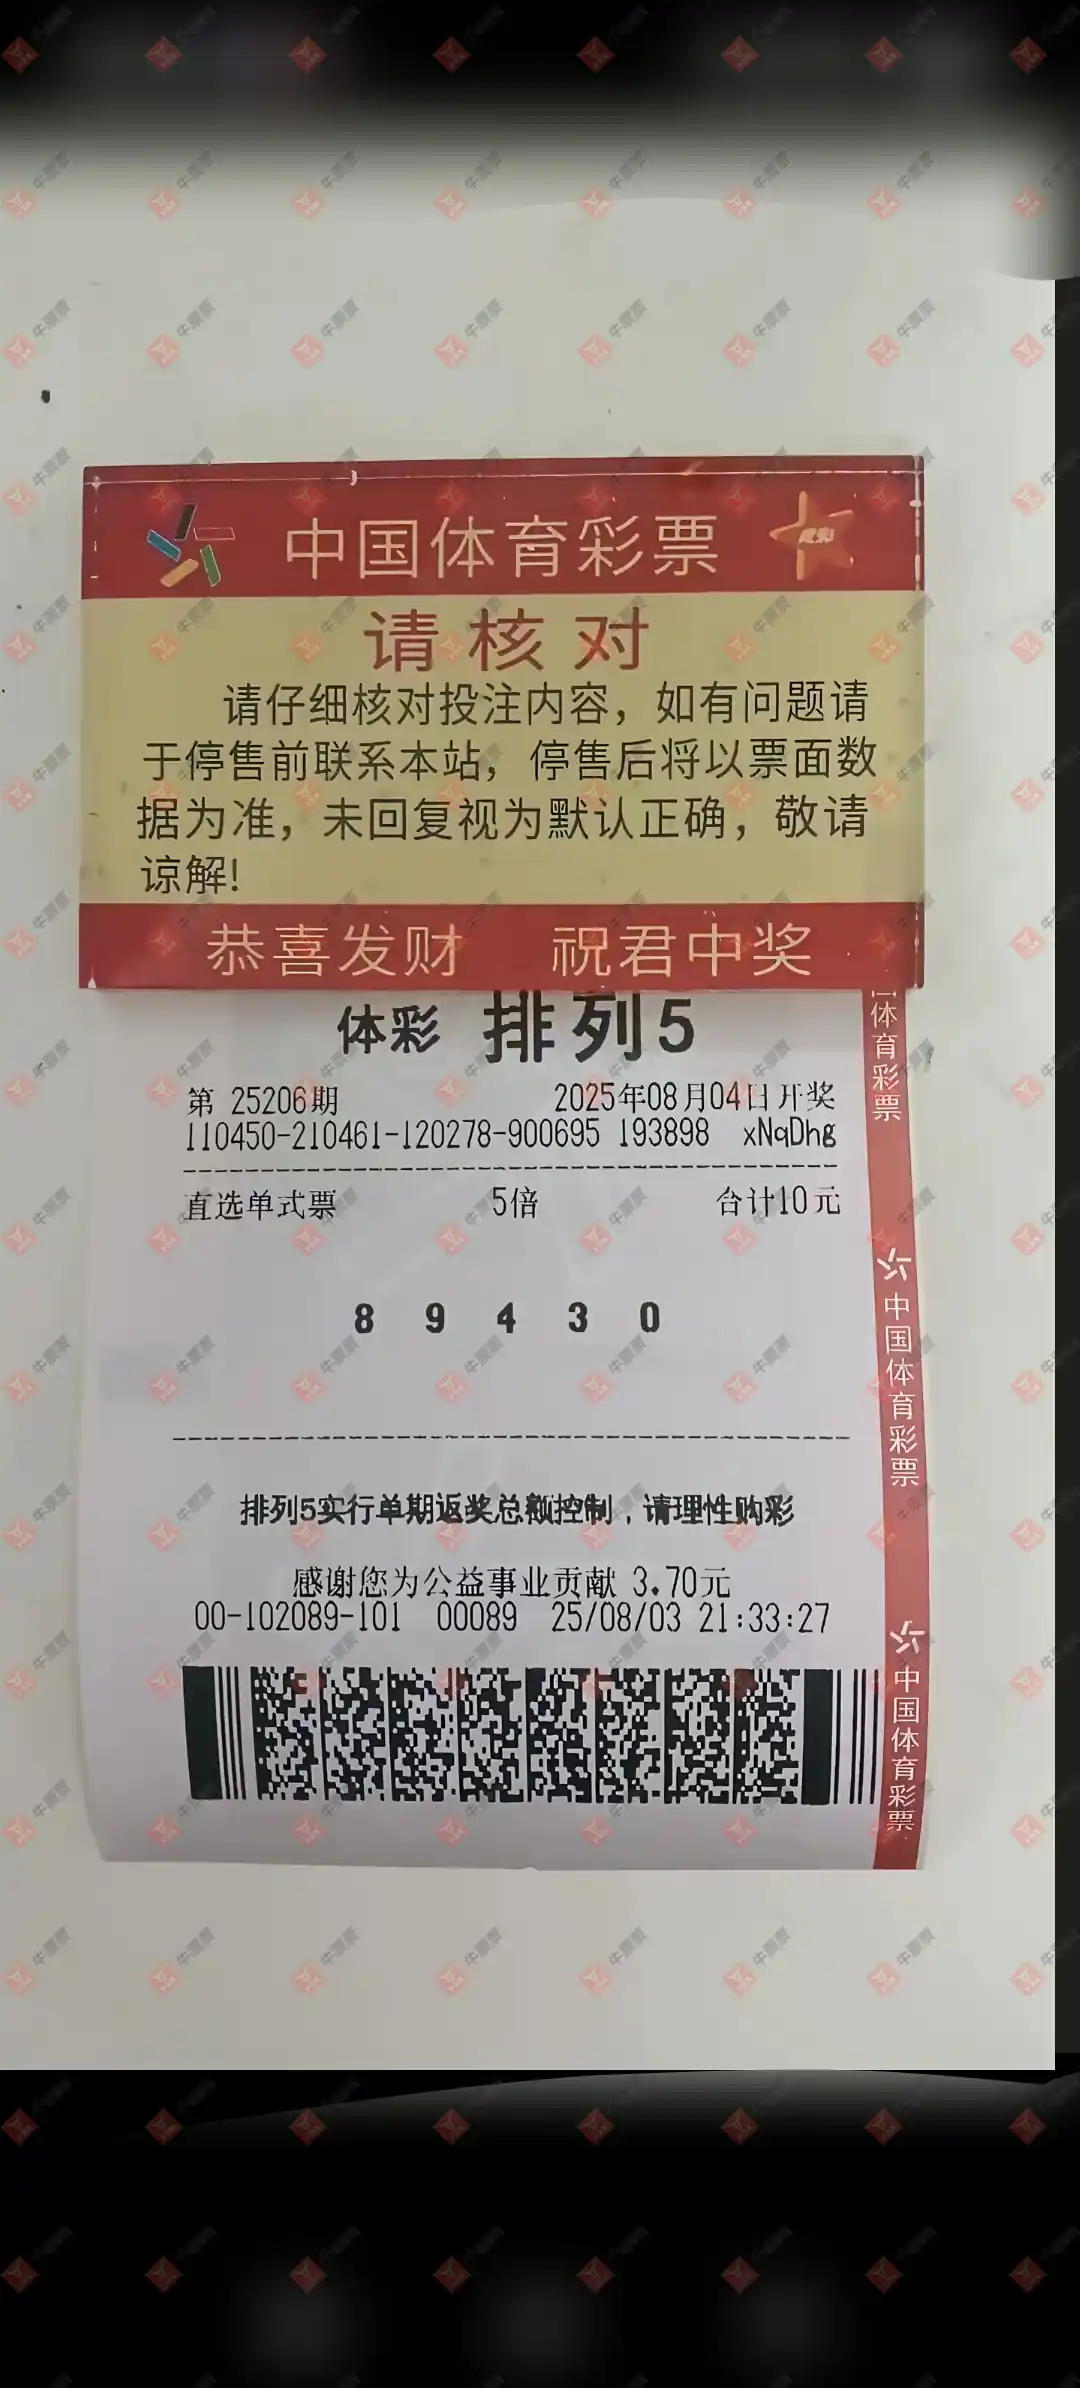 中国体育彩票
请核对
请仔细核对投注内容，如有问题请
于停售前联系本站，停售后将以票面数
据为准，未回复视为默认正确，敬请
谅解!
恭喜发财 祝君中奖
体彩 排列5
第 25206期 2025年08月04日开奖
110450-210461-120278-900695 193898 xNqDhg
直选单式票 5倍 合计10元
8 9 4 3 0
排列5实行单期返奖总额控制，请理性购彩
感谢您为公益事业贡献 3.70元
00-102089-101 00089 25/08/03 21:33:27
体育彩票
中国体育彩票
中国体育彩票
牛票票